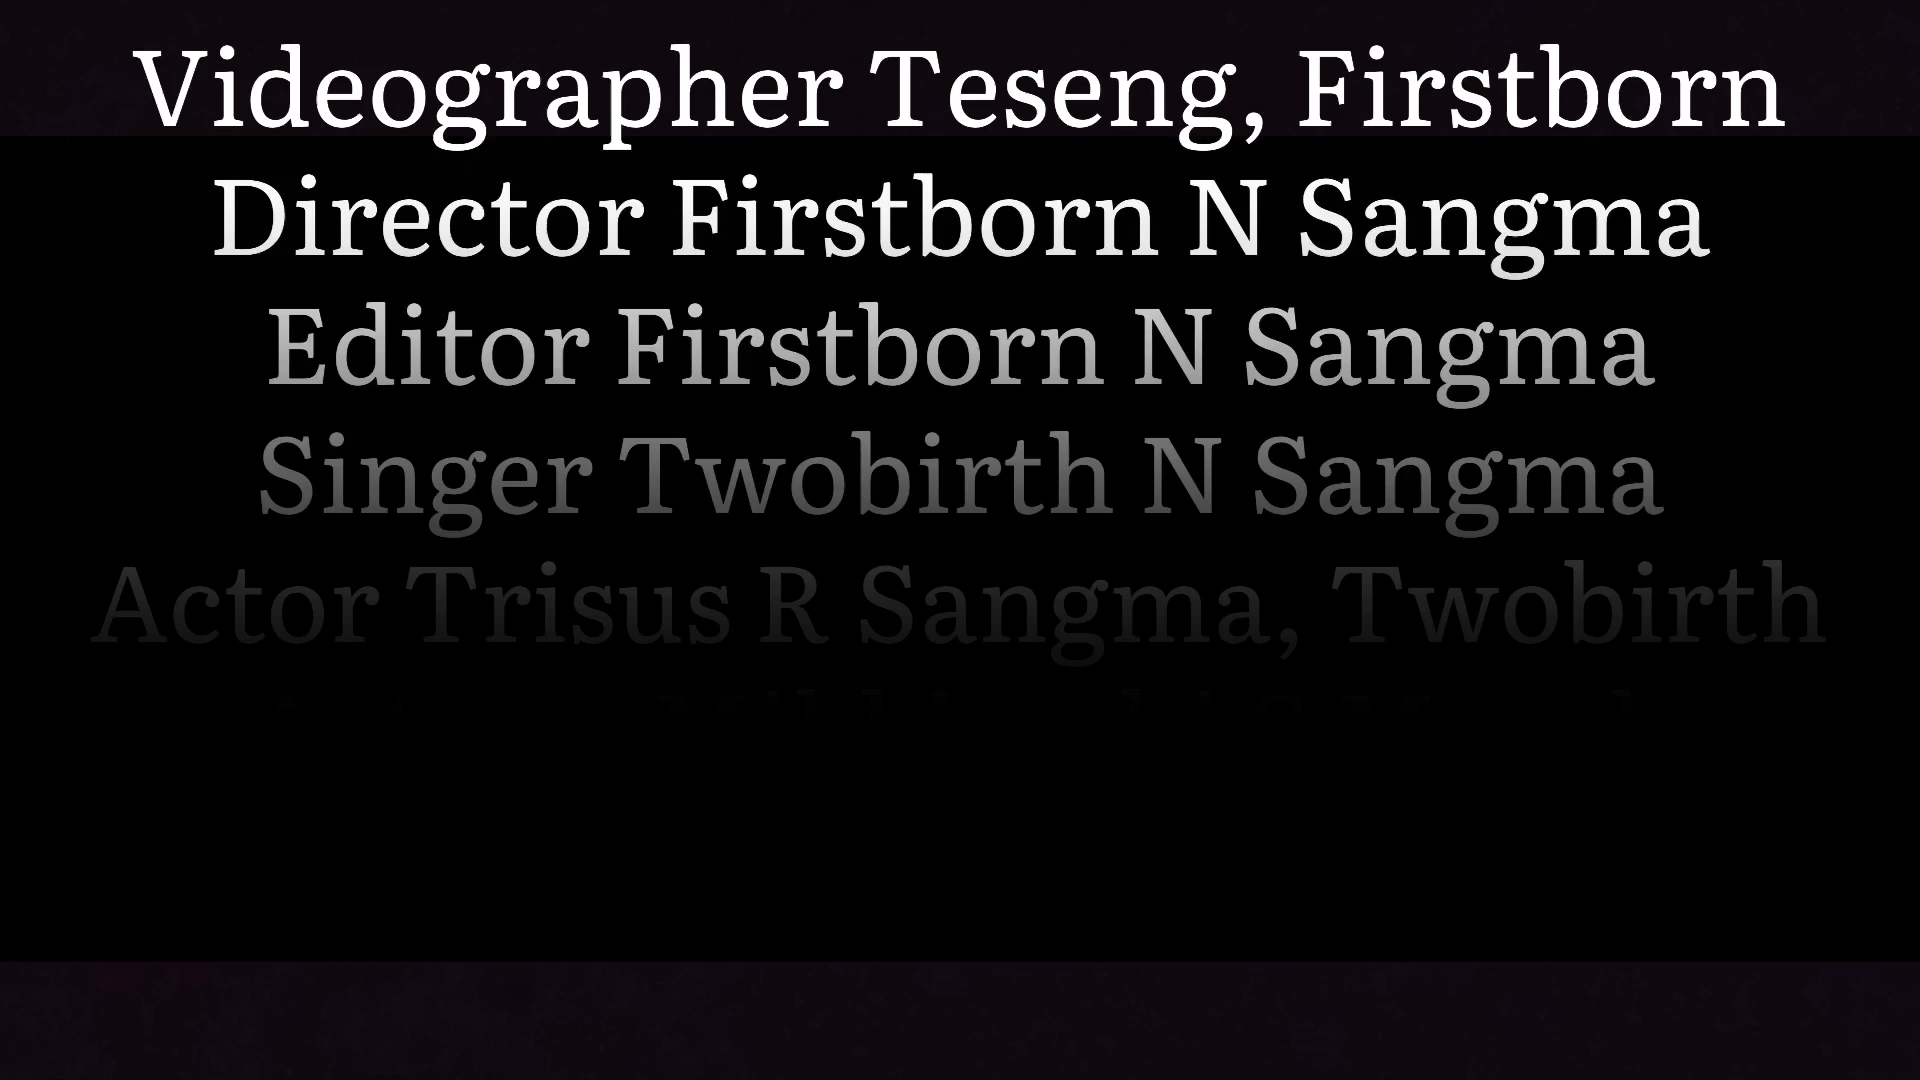 Videographer Teseng, Firstborn
Director Firstborn N Sangma
Editor Firstborn N Sangma
Singer Twobirth N Sangma
Actor Trisus R Sangma, Twobirth